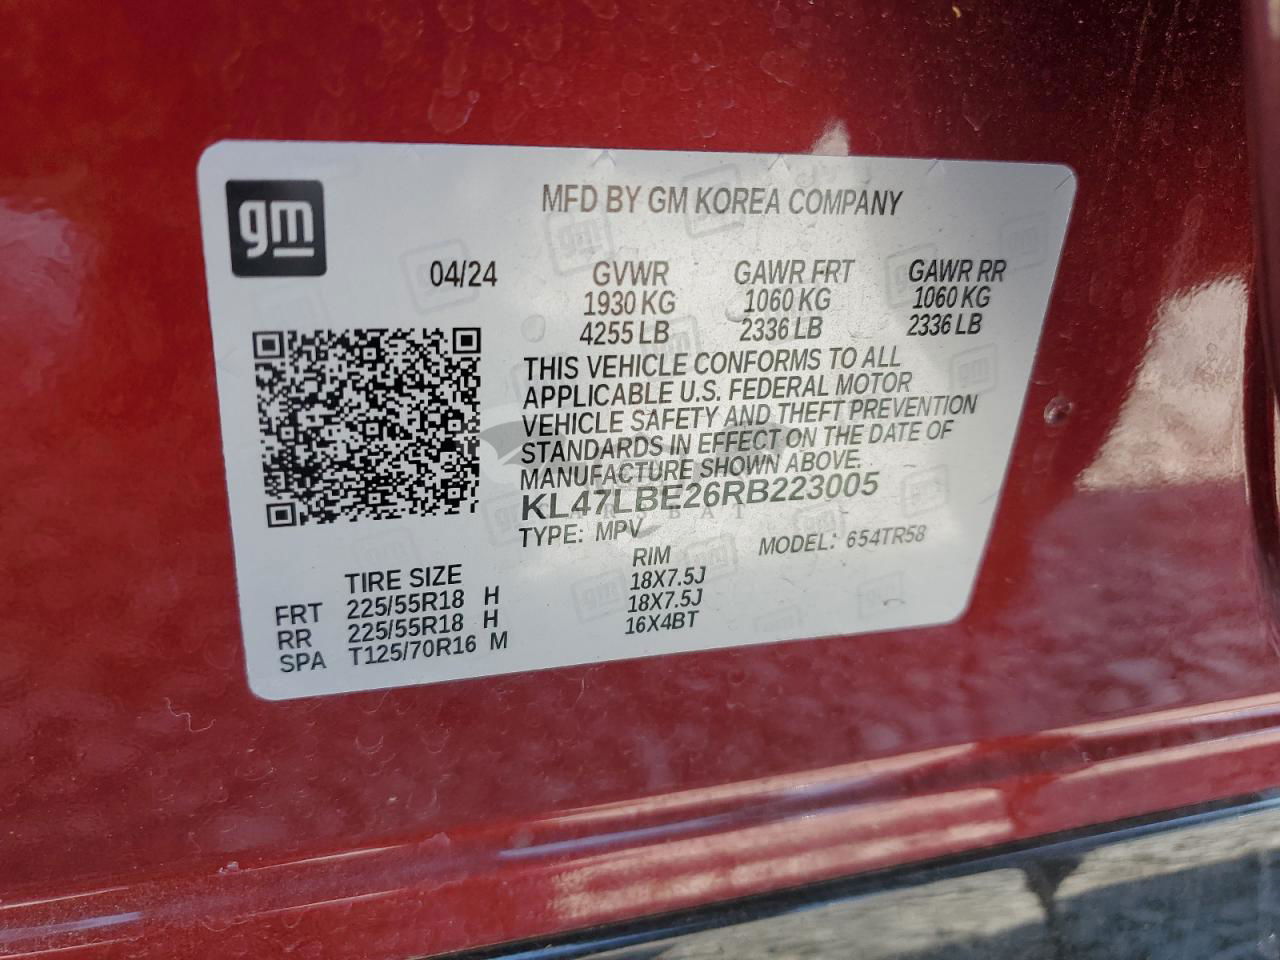 gm
MFD BY GM KOREA COMPANY
04/24 GVWR GAWR FRT GAWR RR
1930 KG 1060 KG 1060 KG
4255 LB 2336 LB 2336 LB
THIS VEHICLE CONFORMS TO ALL
APPLICABLE U.S. FEDERAL MOTOR
VEHICLE SAFETY AND THEFT PREVENTION
STANDARDS IN EFFECT ON THE DATE OF
MANUFACTURE SHOWN ABOVE.
KL47LBE26RB223005
TYPE: MPV MODEL: 654TR58
TIRE SIZE RIM
FRT 225/55R18 H 18X7.5J
RR 225/55R18 H 18X7.5J
SPA T125/70R16 M 16X4BT